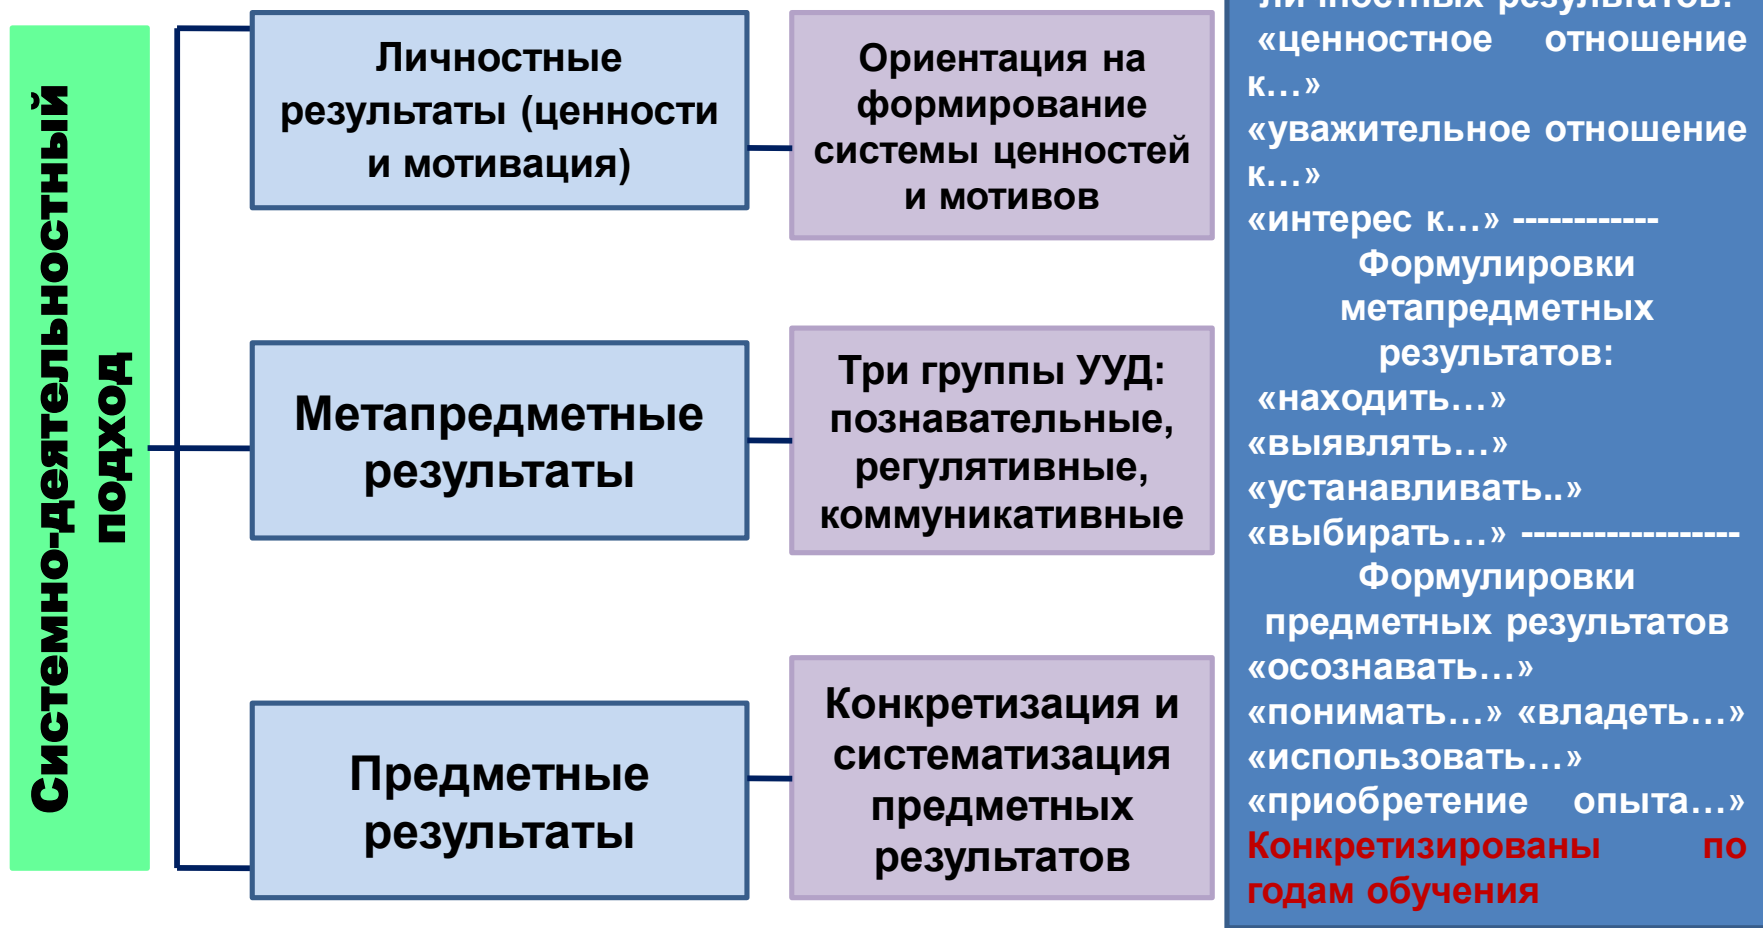 Системно-деятельностный
подход
Личностные
результаты (ценности
и мотивация)
Ориентация на
формирование
системы ценностей
и мотивов
Метапредметные
результаты
Три группы УУД:
познавательные,
регулятивные,
коммуникативные
Предметные
результаты
Конкретизация и
систематизация
предметных
результатов
личностных результатов:
«ценностное отношение
к…»
«уважительное отношение
к…»
«интерес к…» ------------
Формулировки
метапредметных
результатов:
«находить…»
«выявлять…»
«устанавливать..»
«выбирать…» ------------------
Формулировки
предметных результатов
«осознавать…»
«понимать…» «владеть…»
«использовать…»
«приобретение опыта…»
Конкретизированы по
годам обучения